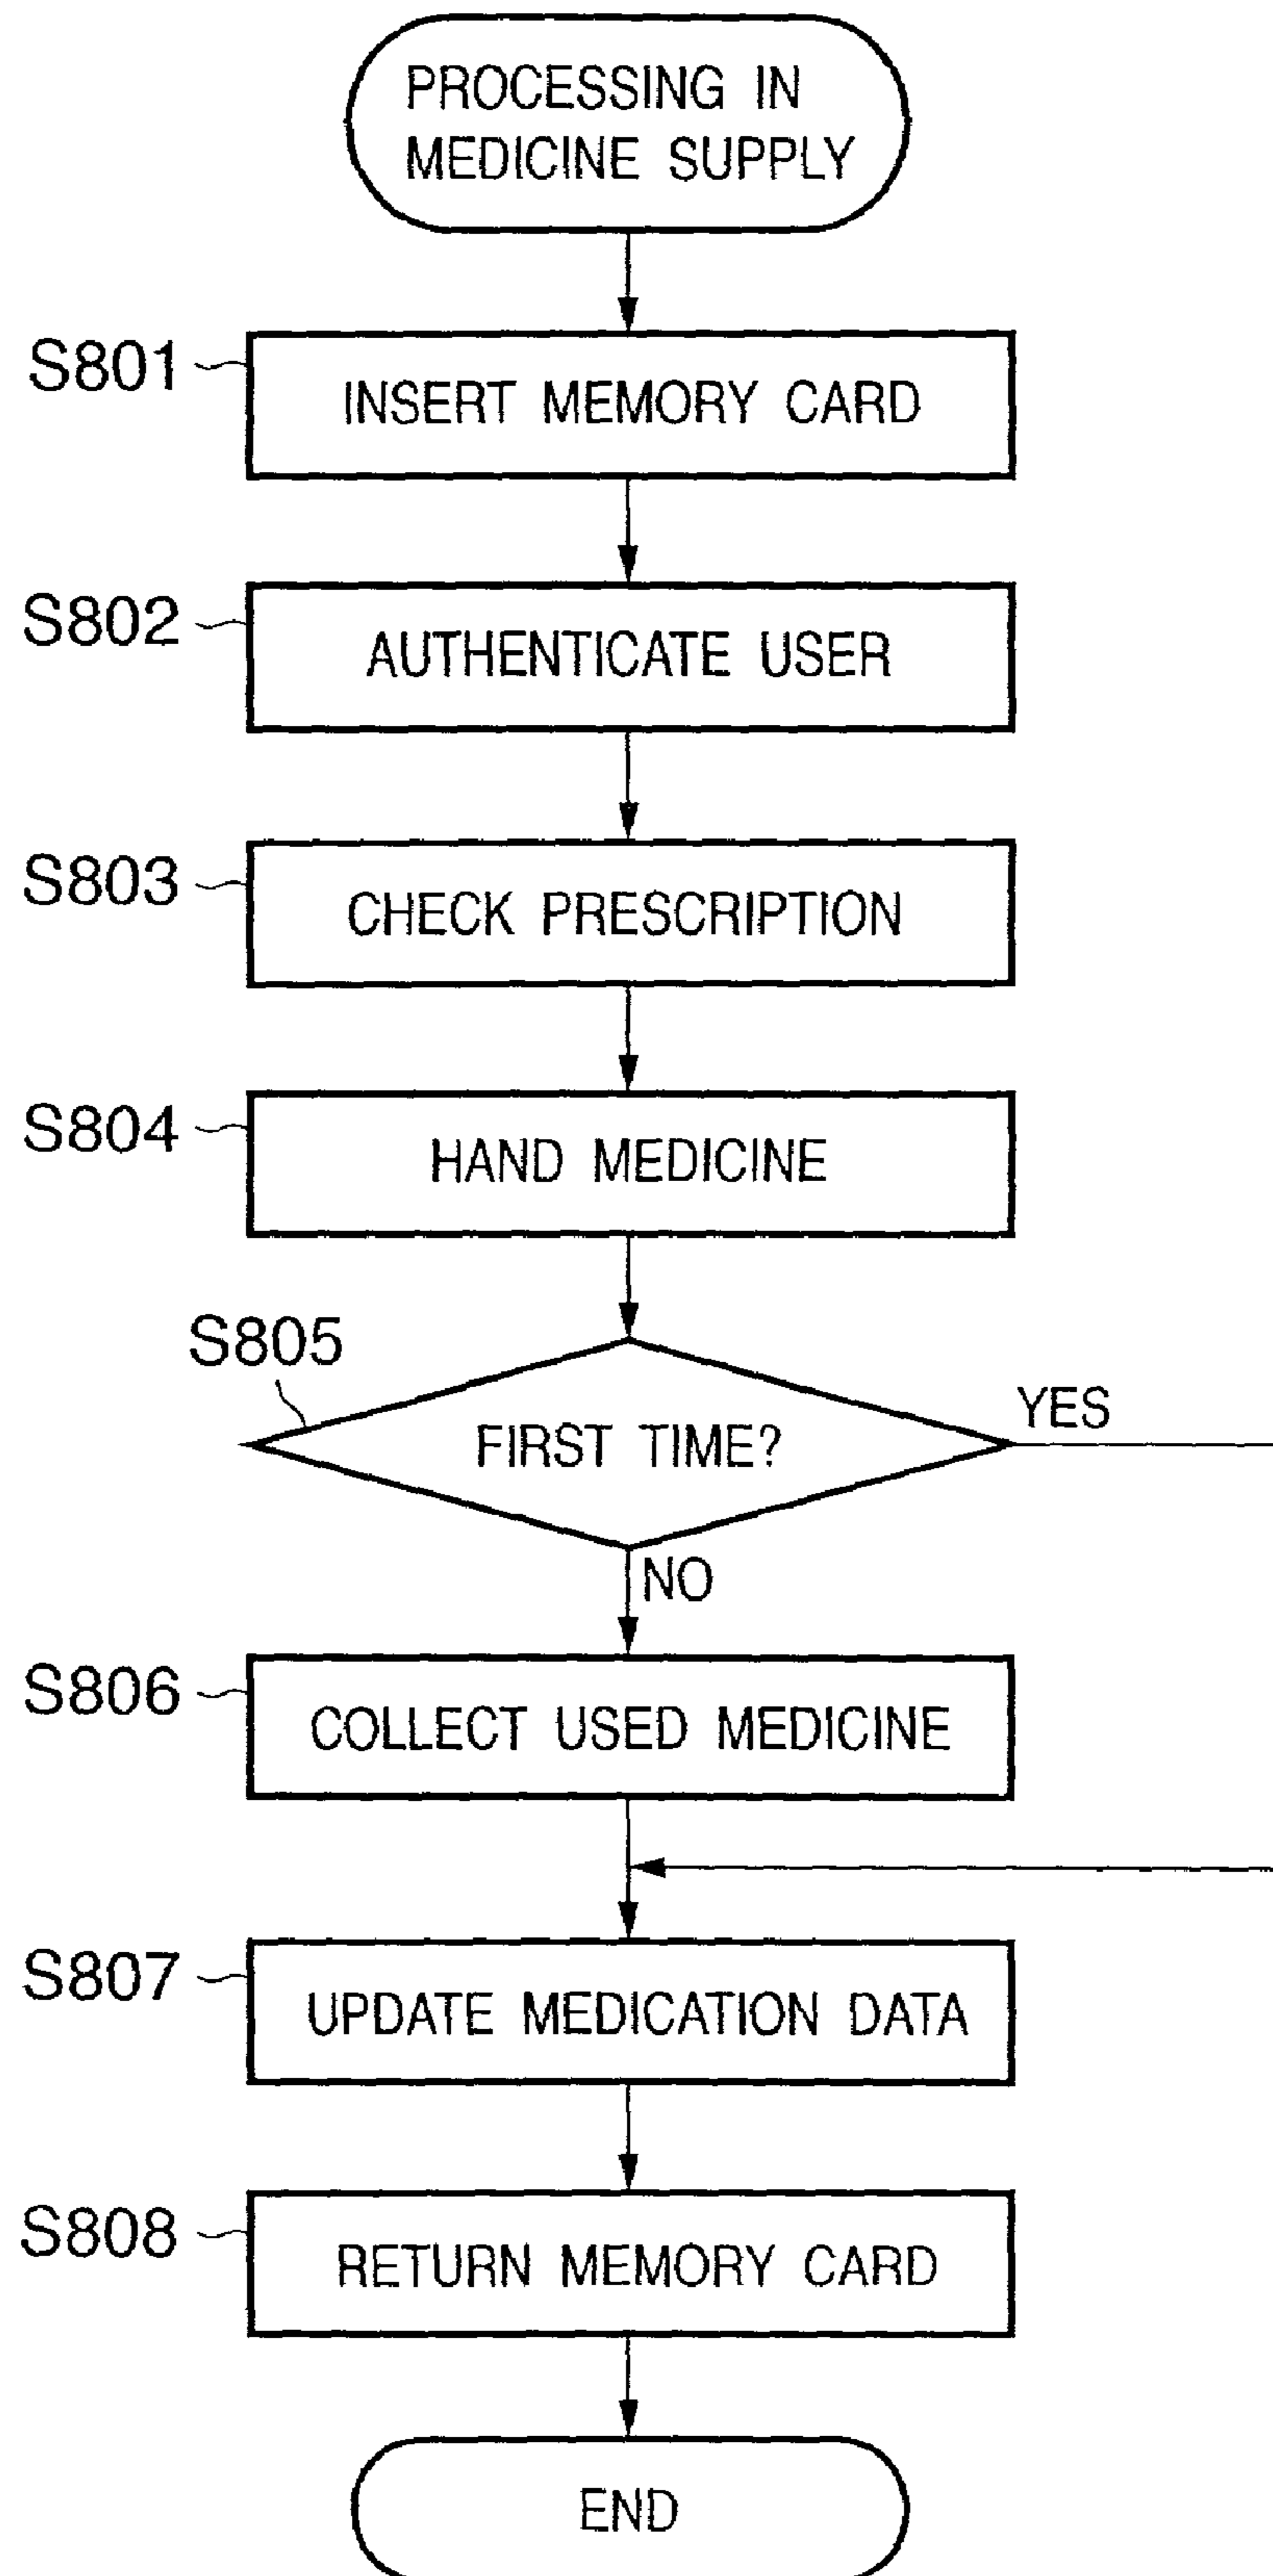 PROCESSING IN
MEDICINE SUPPLY
S801
INSERT MEMORY CARD
S802
AUTHENTICATE USER
S803
CHECK PRESCRIPTION
S804
HAND MEDICINE
S805
FIRST TIME?
YES
NO
S806
COLLECT USED MEDICINE
S807
UPDATE MEDICATION DATA
S808
RETURN MEMORY CARD
END